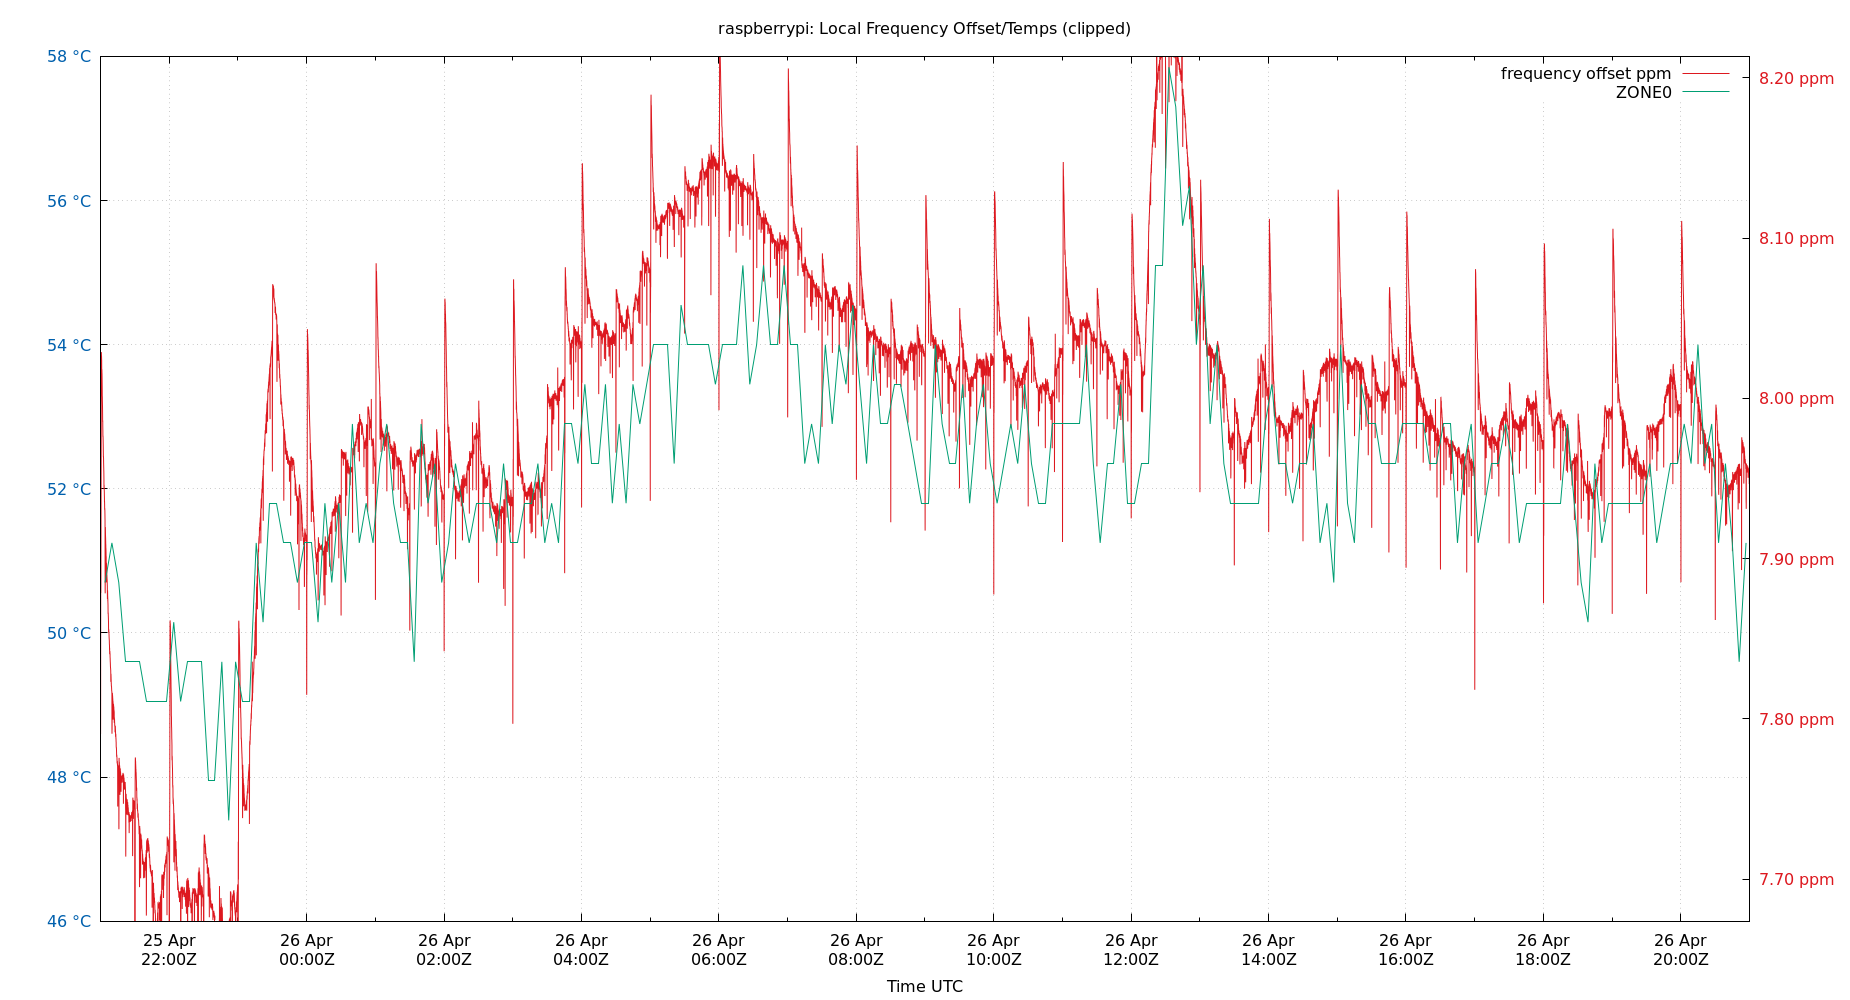 raspberrypi: Local Frequency Offset/Temps (clipped)
frequency offset ppm
ZONE0
58 °C
56 °C
54 °C
52 °C
50 °C
48 °C
46 °C
8.20 ppm
8.10 ppm
8.00 ppm
7.90 ppm
7.80 ppm
7.70 ppm
25 Apr
22:00Z
26 Apr
00:00Z
26 Apr
02:00Z
26 Apr
04:00Z
26 Apr
06:00Z
26 Apr
08:00Z
26 Apr
10:00Z
26 Apr
12:00Z
26 Apr
14:00Z
26 Apr
16:00Z
26 Apr
18:00Z
26 Apr
20:00Z
Time UTC